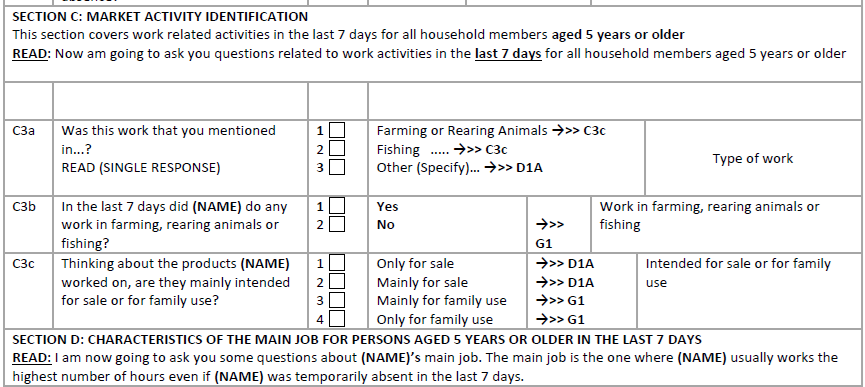 absence?
SECTION C: MARKET ACTIVITY IDENTIFICATION
This section covers work related activities in the last 7 days for all household members aged 5 years or older
READ: Now am going to ask you questions related to work activities in the last 7 days for all household members aged 5 years or older
C3a Was this work that you mentioned 1 Farming or Rearing Animals →>> C3c
in...? 2 Fishing ..... →>> C3c Type of work
READ (SINGLE RESPONSE) 3 Other (Specify)... →>> D1A
C3b In the last 7 days did (NAME) do any 1 Yes Work in farming, rearing animals or
work in farming, rearing animals or 2 No →>> fishing
fishing? G1
C3c Thinking about the products (NAME) 1 Only for sale →>> D1A Intended for sale or for family
worked on, are they mainly intended 2 Mainly for sale →>> D1A use
for sale or for family use? 3 Mainly for family use →>> G1
4 Only for family use →>> G1
SECTION D: CHARACTERISTICS OF THE MAIN JOB FOR PERSONS AGED 5 YEARS OR OLDER IN THE LAST 7 DAYS
READ: I am now going to ask you some questions about (NAME)'s main job. The main job is the one where (NAME) usually works the
highest number of hours even if (NAME) was temporarily absent in the last 7 days.